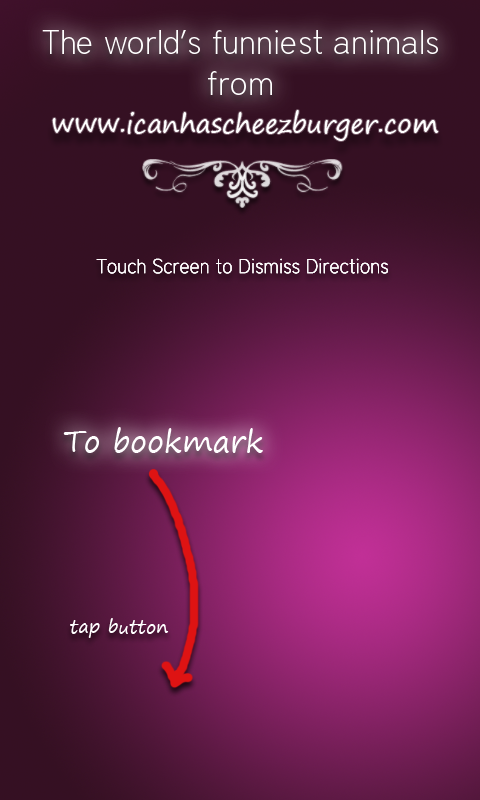 The world's funniest animals
from
www.icanhascheezburger.com
Touch Screen to Dismiss Directions
To bookmark
tap button